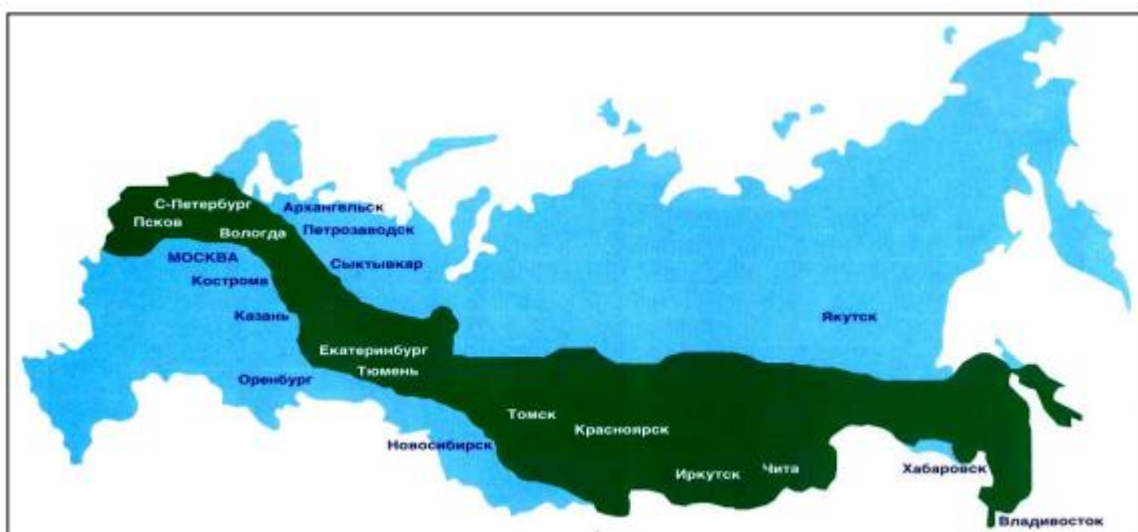 С-Петербург
Архангельск
Псков
Вологда
Петрозаводск
МОСКВА
Сыктывкар
Кострома
Казань
Якутск
Екатеринбург
Тюмень
Оренбург
Томск
Красноярск
Новосибирск
Иркутск
Чита
Хабаровск
Владивосток